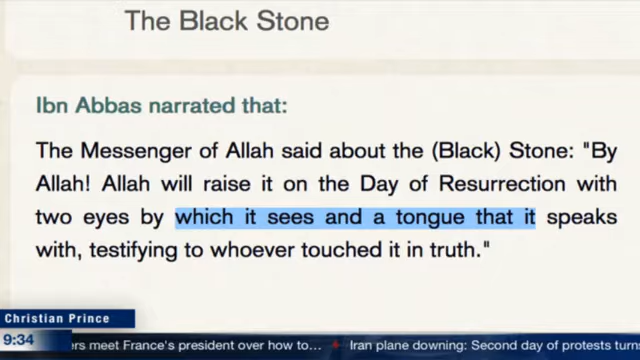 The Black Stone
Ibn Abbas narrated that:
The Messenger of Allah said about the (Black) Stone: "By
Allah! Allah will raise it on the Day of Resurrection with
two eyes by which it sees and a tongue that it speaks
with, testifying to whoever touched it in truth."
Christian Prince
9:34 ers meet France's president over how to... Iran plane downing: Second day of protests turn